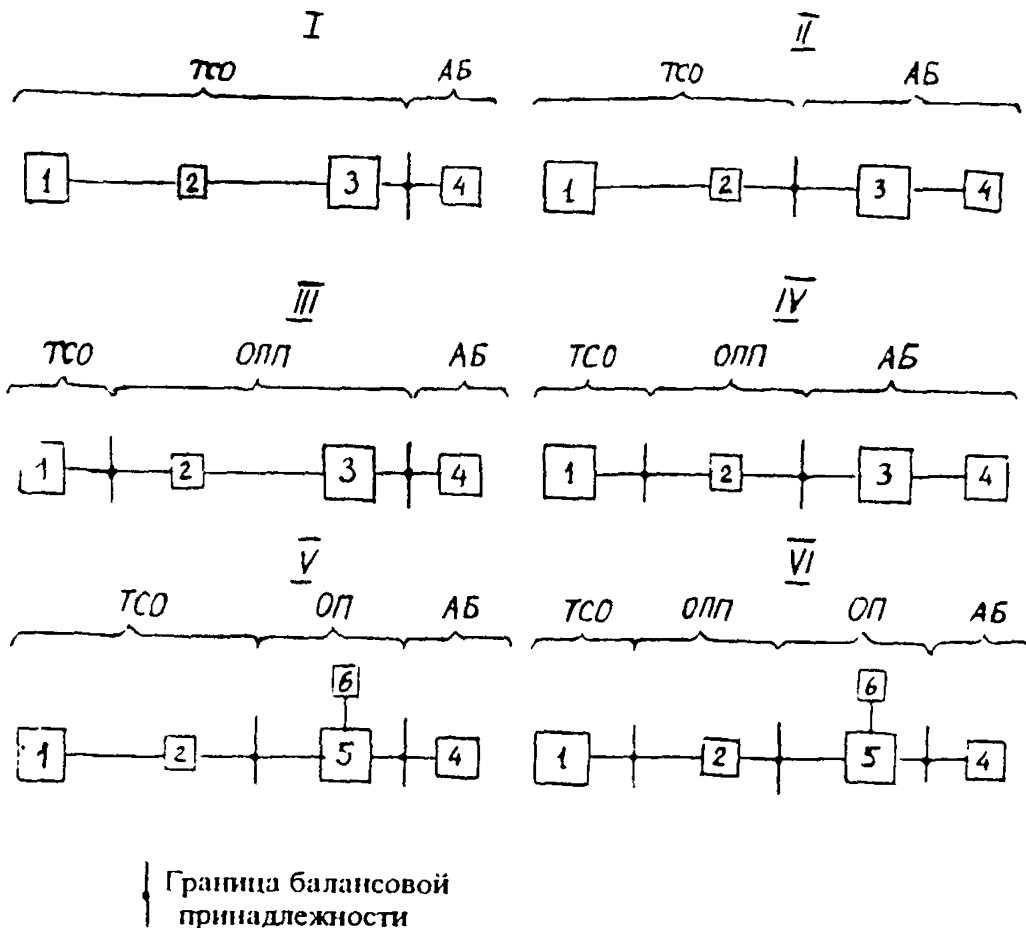 I II
ТСО АБ ТСО АБ
1 2 3 4 1 2 3 4
III IV
ТСО ОПП АБ ТСО ОПП АБ
1 2 3 4 1 2 3 4
V VI
ТСО ОП АБ ТСО ОПП ОП АБ
6 6
1 2 5 4 1 2 5 4
Граница балансовой
принадлежности